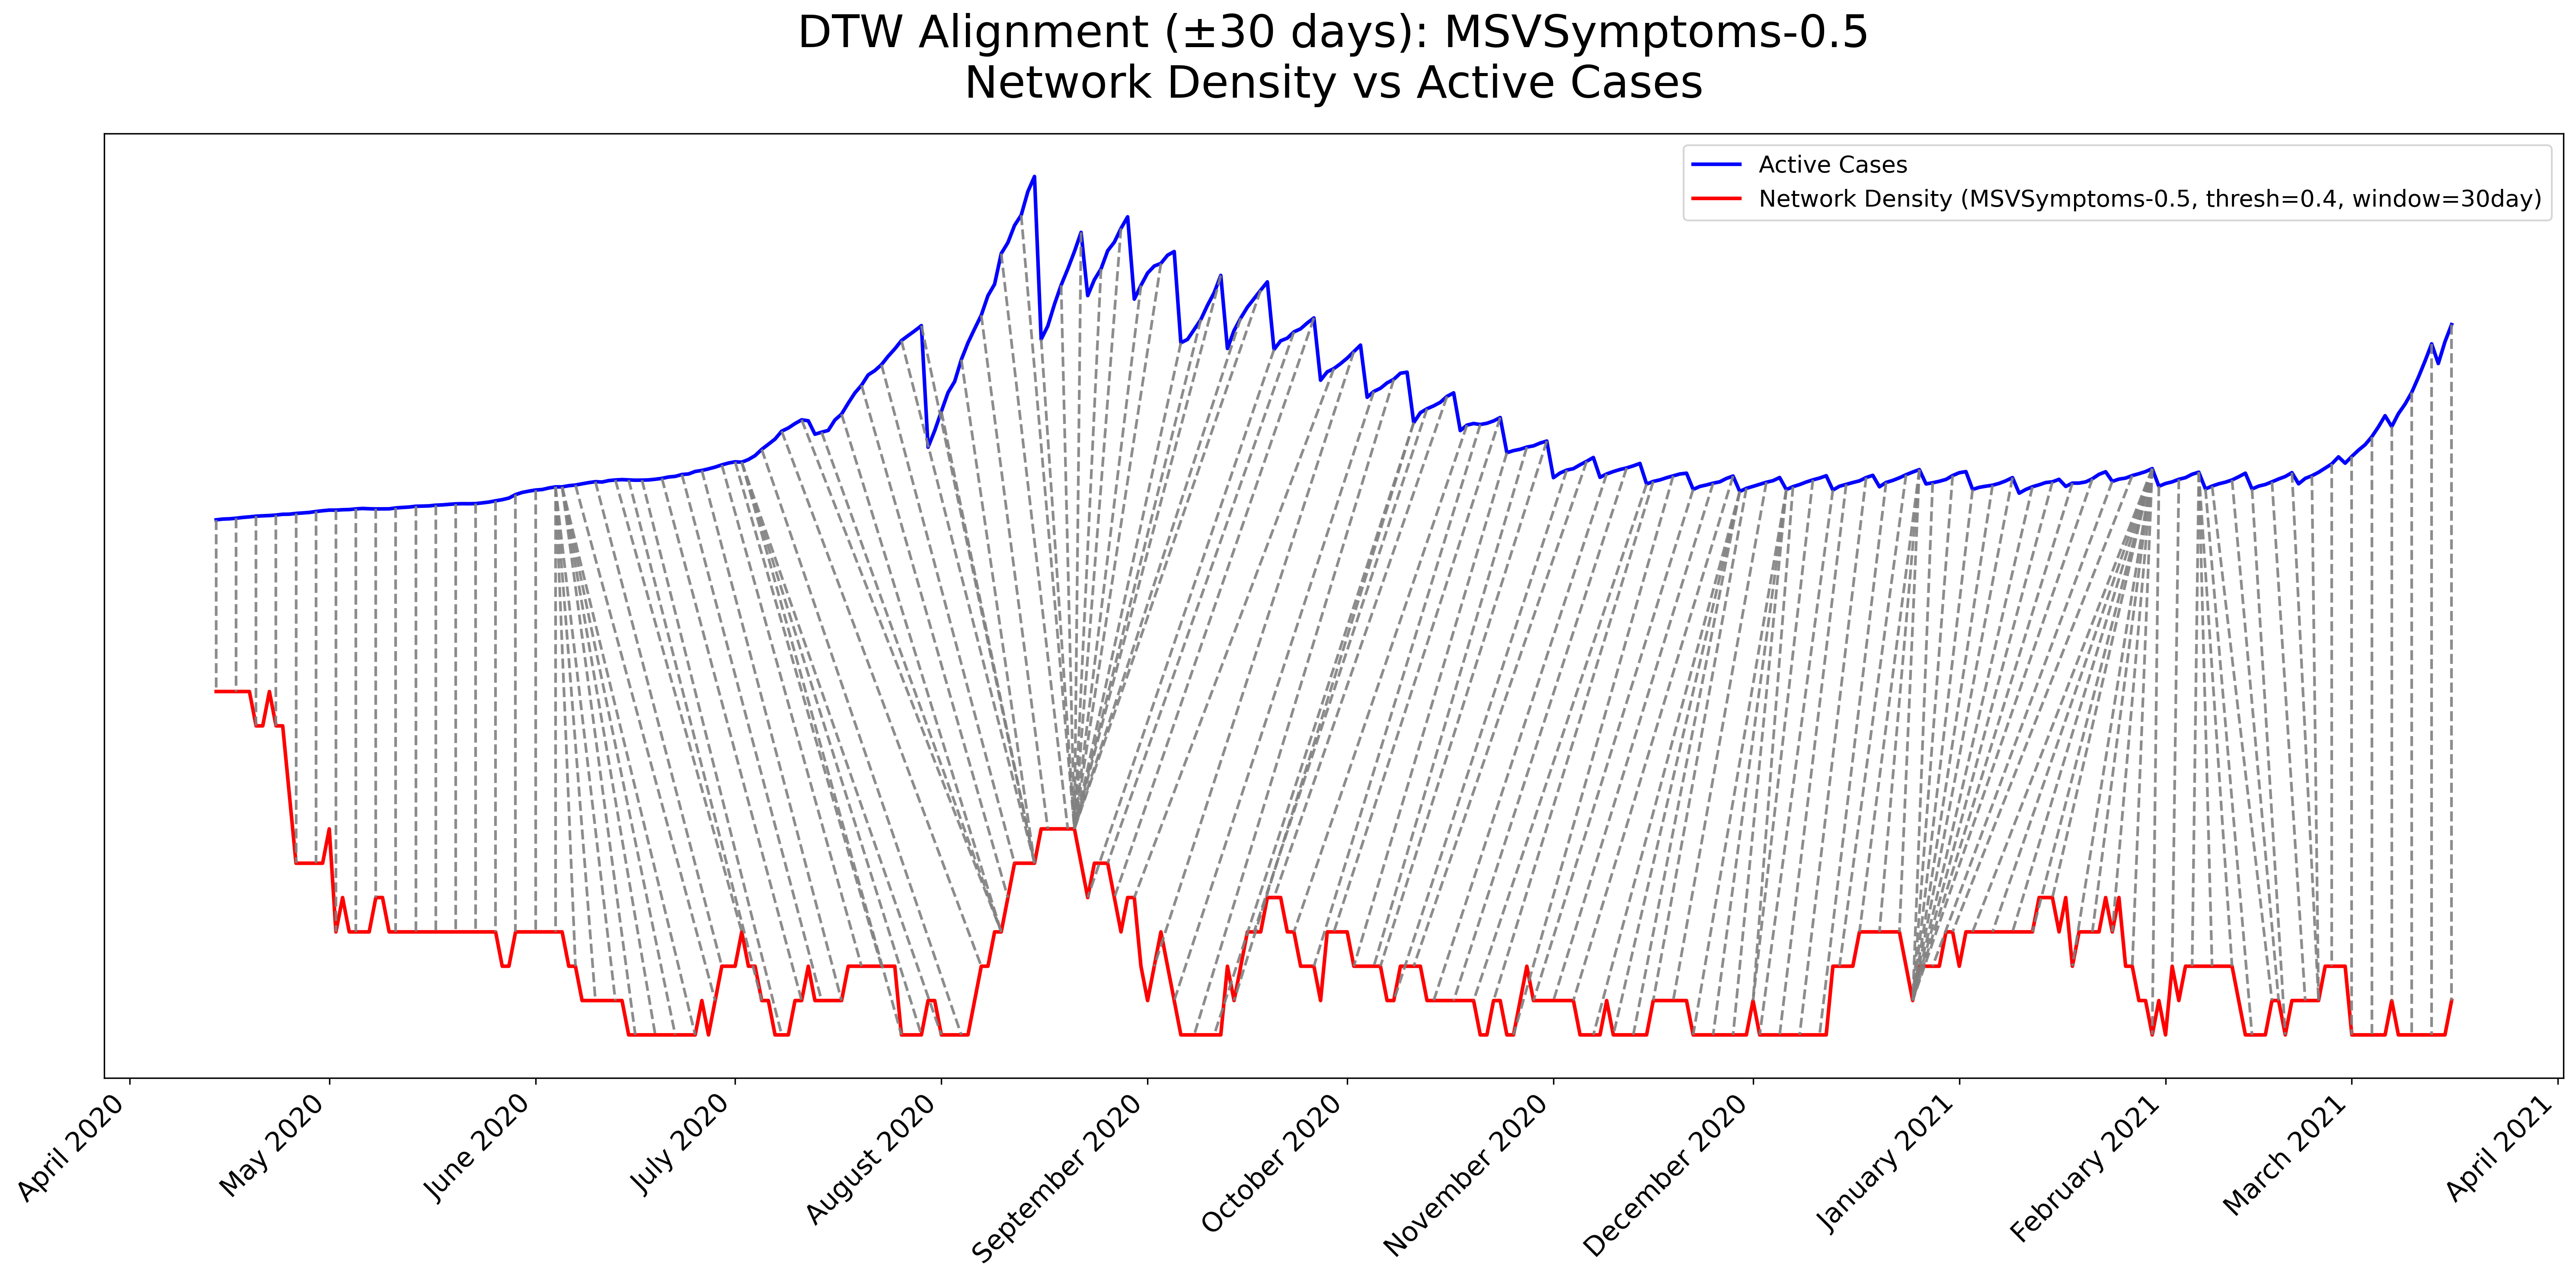 DTW Alignment (±30 days): MSVSymptoms-0.5
Network Density vs Active Cases
Active Cases
Network Density (MSVSymptoms-0.5, thresh=0.4, window=30day)
April 2020
May 2020
June 2020
July 2020
August 2020
September 2020
October 2020
November 2020
December 2020
January 2021
February 2021
March 2021
April 2021